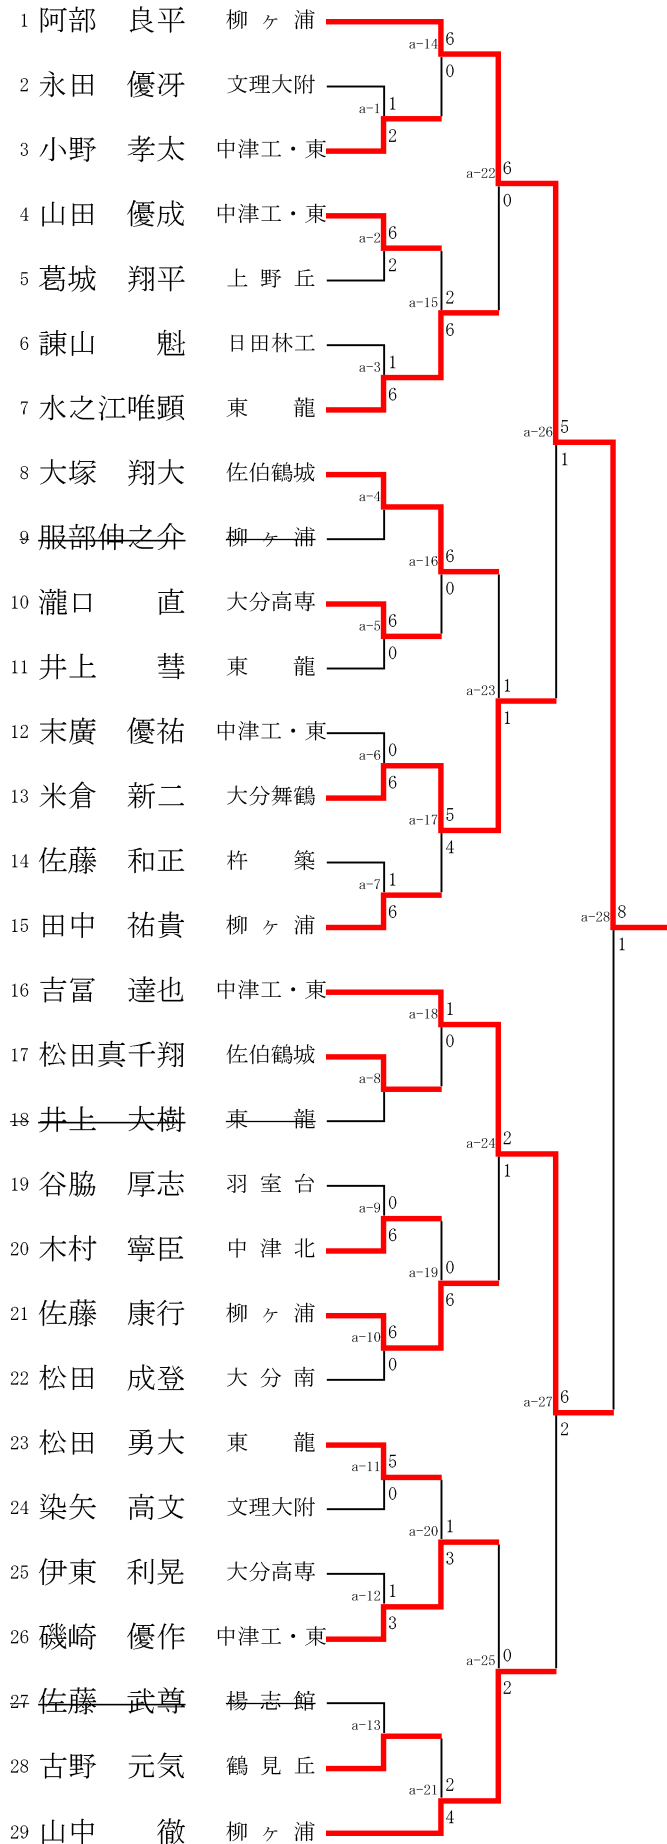 1 阿部 良平 柳ヶ浦
a-14 6
0
2 永田 優冴 文理大附
a-1 1
2
3 小野 孝太 中津工・東
a-22 6
0
4 山田 優成 中津工・東
a-2 6
2
5 葛城 翔平 上野丘
a-15 2
6
6 諌山 魁 日田林工
a-3 1
6
7 水之江唯顕 東龍
a-26 5
1
8 大塚 翔大 佐伯鶴城
a-4
9 服部伸之介 柳ヶ浦
a-16 6
0
10 瀧口 直 大分高専
a-5 6
0
11 井上 彗 東龍
a-23 1
1
12 末廣 優祐 中津工・東
a-6 0
6
13 米倉 新二 大分舞鶴
a-17 5
4
14 佐藤 和正 杵築
a-7 1
6
15 田中 祐貴 柳ヶ浦
a-28 8
1
16 吉冨 達也 中津工・東
a-18 1
0
17 松田真千翔 佐伯鶴城
a-8
18 井上 大樹 東龍
a-24 2
1
19 谷脇 厚志 羽室台
a-9 0
6
20 木村 寧臣 中津北
a-19 0
6
21 佐藤 康行 柳ヶ浦
a-10 6
0
22 松田 成登 大分南
a-27 6
2
23 松田 勇大 東龍
a-11 5
0
24 染矢 高文 文理大附
a-20 1
3
25 伊東 利晃 大分高専
a-12 1
3
26 磯崎 優作 中津工・東
a-25 0
2
27 佐藤 武尊 楊志館
a-13
28 古野 元気 鶴見丘
a-21 2
4
29 山中 徹 柳ヶ浦